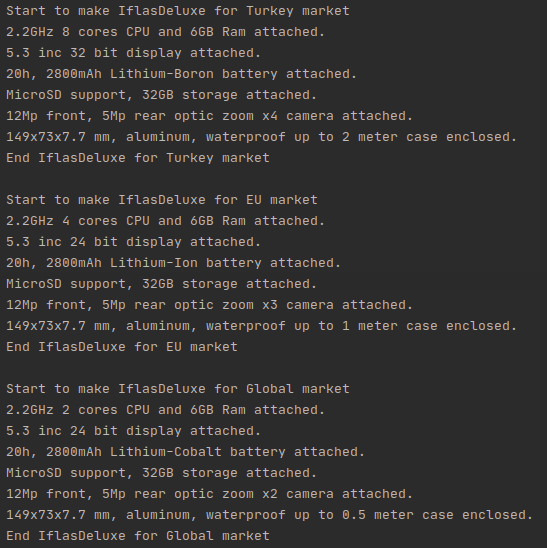 Start to make IflasDeluxe for Turkey market
2.2GHz 8 cores CPU and 6GB Ram attached.
5.3 inc 32 bit display attached.
20h, 2800mAh Lithium-Boron battery attached.
MicroSD support, 32GB storage attached.
12Mp front, 5Mp rear optic zoom x4 camera attached.
149x73x7.7 mm, aluminum, waterproof up to 2 meter case enclosed.
End IflasDeluxe for Turkey market

Start to make IflasDeluxe for EU market
2.2GHz 4 cores CPU and 6GB Ram attached.
5.3 inc 24 bit display attached.
20h, 2800mAh Lithium-Ion battery attached.
MicroSD support, 32GB storage attached.
12Mp front, 5Mp rear optic zoom x3 camera attached.
149x73x7.7 mm, aluminum, waterproof up to 1 meter case enclosed.
End IflasDeluxe for EU market

Start to make IflasDeluxe for Global market
2.2GHz 2 cores CPU and 6GB Ram attached.
5.3 inc 24 bit display attached.
20h, 2800mAh Lithium-Cobalt battery attached.
MicroSD support, 32GB storage attached.
12Mp front, 5Mp rear optic zoom x2 camera attached.
149x73x7.7 mm, aluminum, waterproof up to 0.5 meter case enclosed.
End IflasDeluxe for Global market